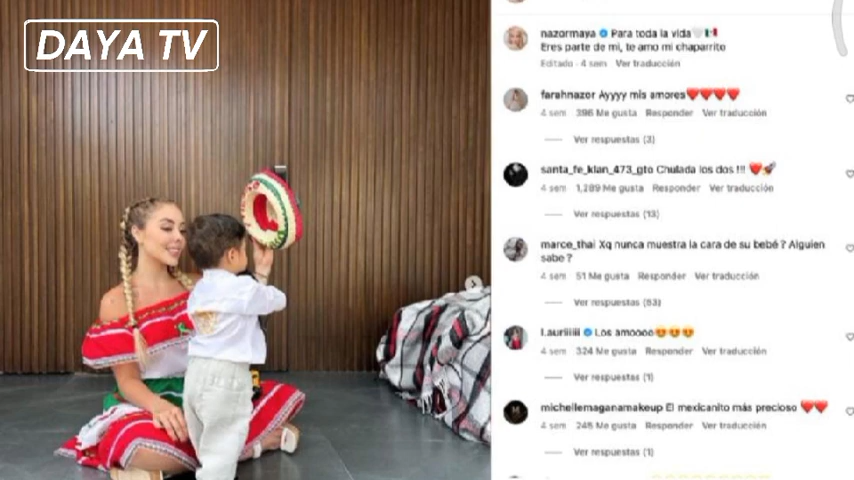 DAYA TV
nazormaya Para toda la vida
Eres parte de mi, te amo mi chaparrito
Editado · 4 sem Ver traducción
farahnazor Ayyyy mis amores
4 sem 396 Me gusta Responder Ver traducción
Ver respuestas (3)
santa_fe_klan_473_gto Chulada los dos !!!
4 sem 1,289 Me gusta Responder Ver traducción
Ver respuestas (13)
marce_thai Xq nunca muestra la cara de su bebé ? Alguien
sabe ?
4 sem 51 Me gusta Responder Ver traducción
Ver respuestas (53)
Los amoooo
4 sem 324 Me gusta Responder Ver traducción
Ver respuestas (1)
michellemaganamakeup El mexicanito más precioso
4 sem 245 Me gusta Responder Ver traducción
Ver respuestas (1)